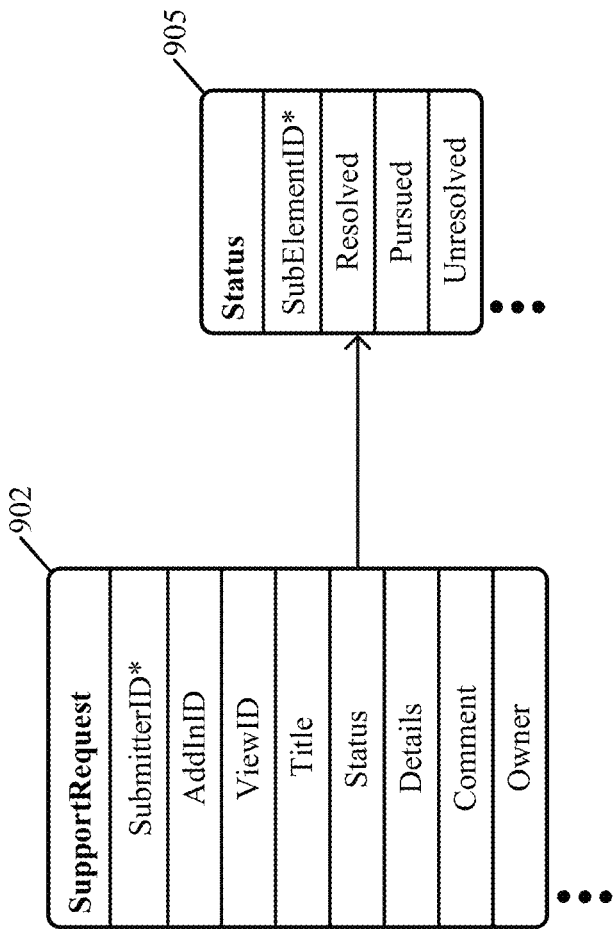 902
SupportRequest
SubmitterID*
AddInID
ViewID
Title
Status
Details
Comment
Owner
905
Status
SubElementID*
Resolved
Pursued
Unresolved